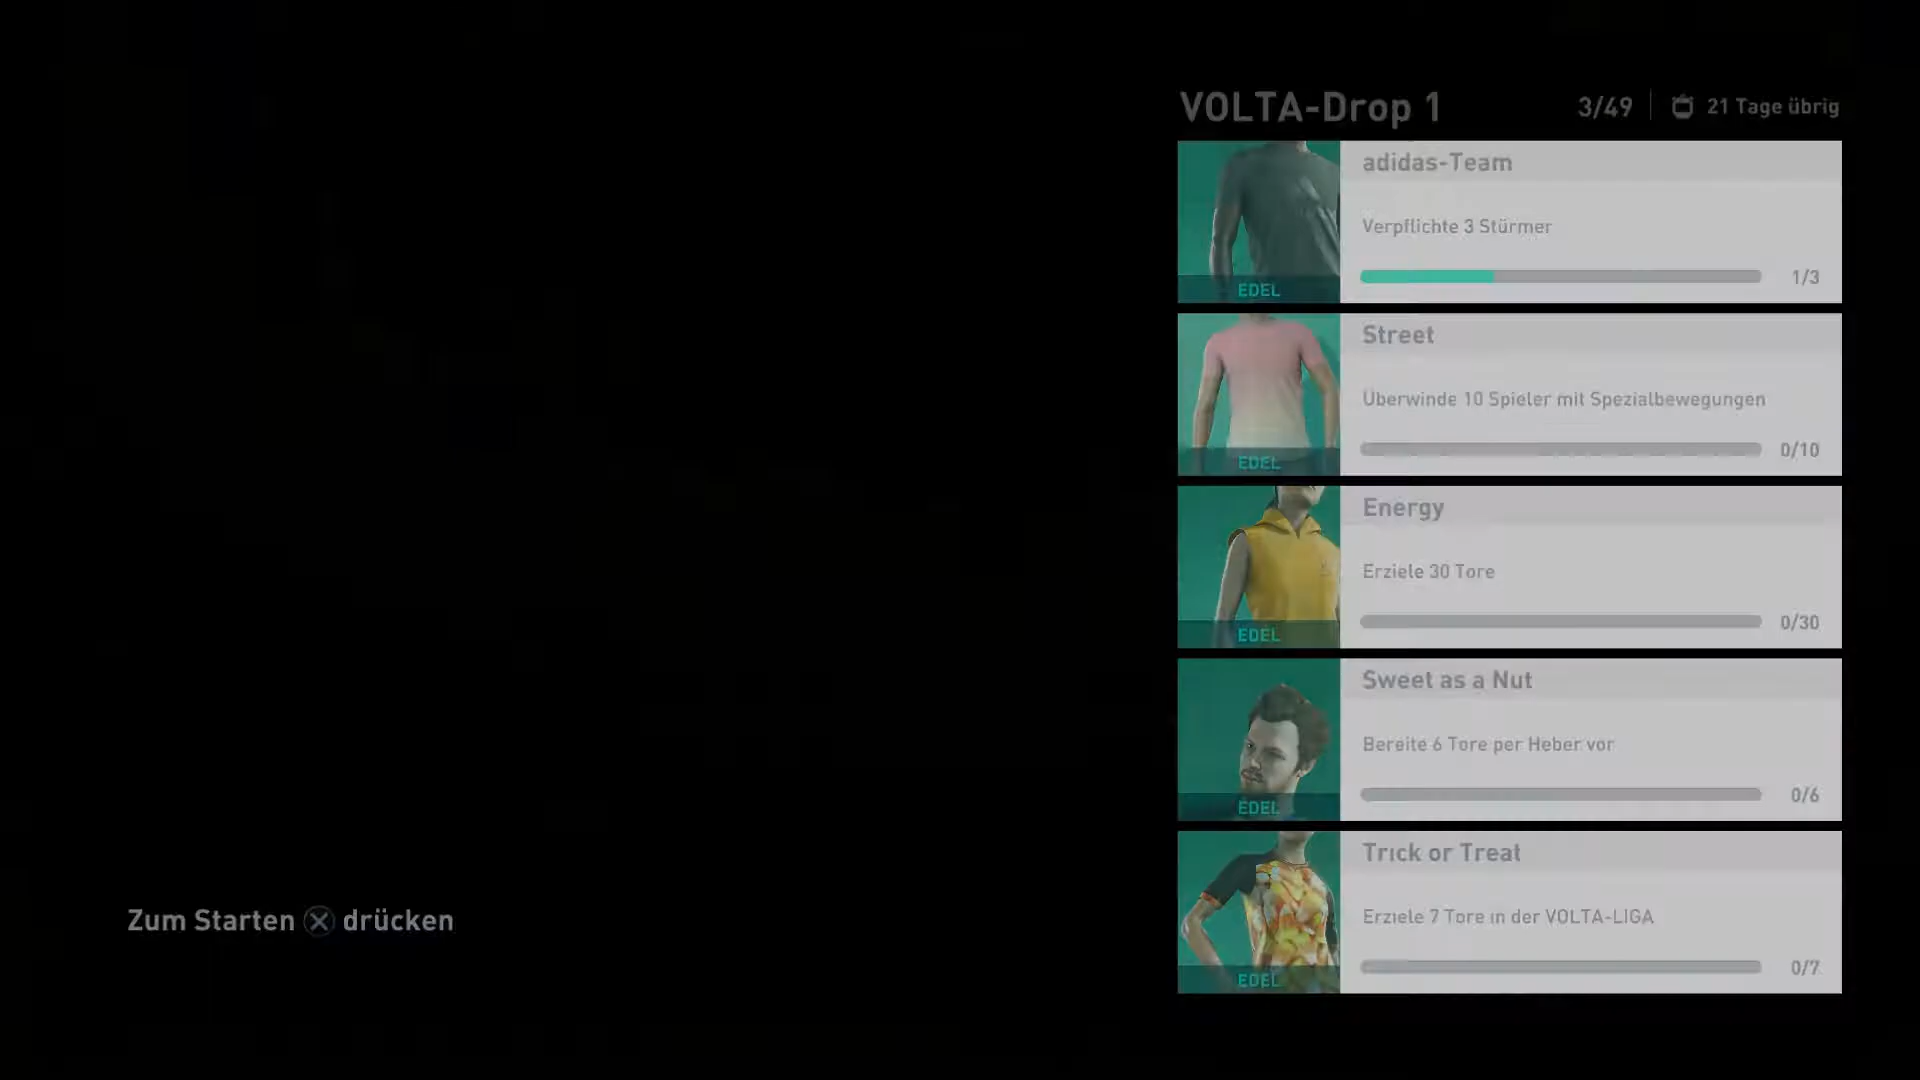 VOLTA-Drop 1 3/49 21 Tage übrig
adidas-Team
Verpflichte 3 Stürmer
1/3
EDEL
Street
Überwinde 10 Spieler mit Spezialbewegungen
0/10
EDEL
Energy
Erziele 30 Tore
0/30
EDEL
Sweet as a Nut
Bereite 6 Tore per Heber vor
0/6
EDEL
Trick or Treat
Erziele 7 Tore in der VOLTA-LIGA
0/7
EDEL
Zum Starten drücken